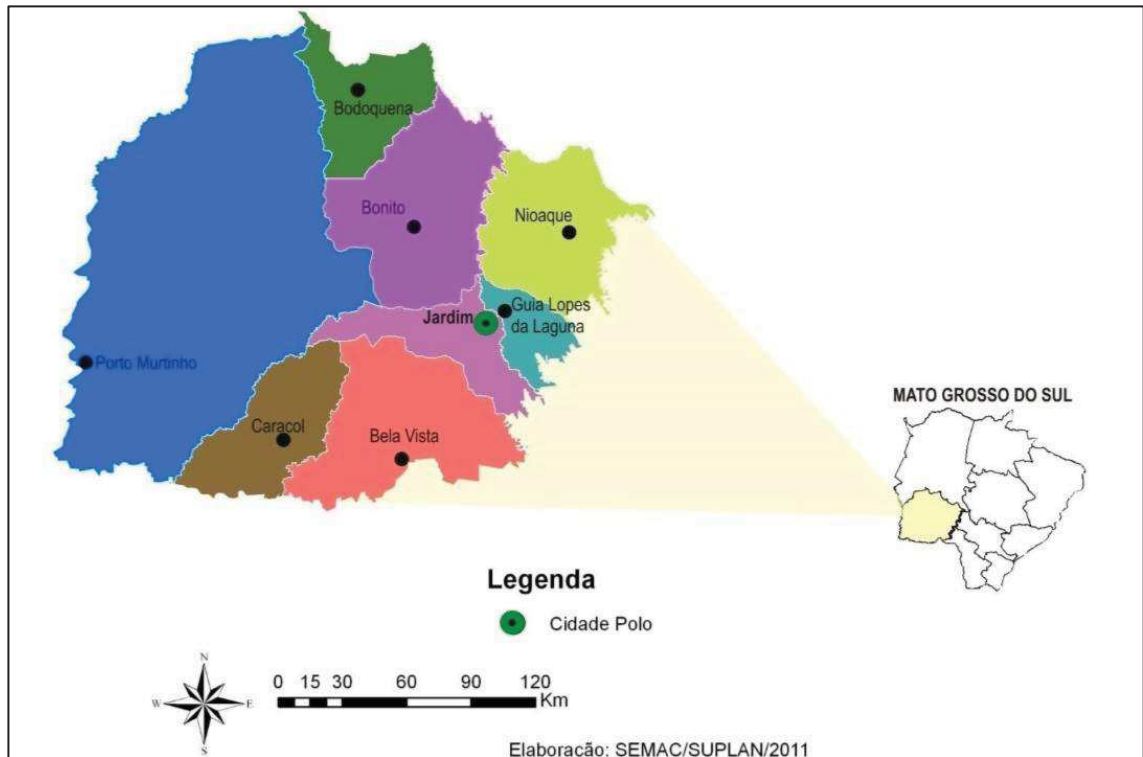 Bodoquena
Bonito
Nioaque
Guia Lopes
da Laguna
Jardim
Porto Murtinho
Caracol
Bela Vista
MATO GROSSO DO SUL
Legenda
Cidade Polo
N
W E
S
0 15 30 60 90 120
Km
Elaboracão: SEMAC/SUPLAN/2011